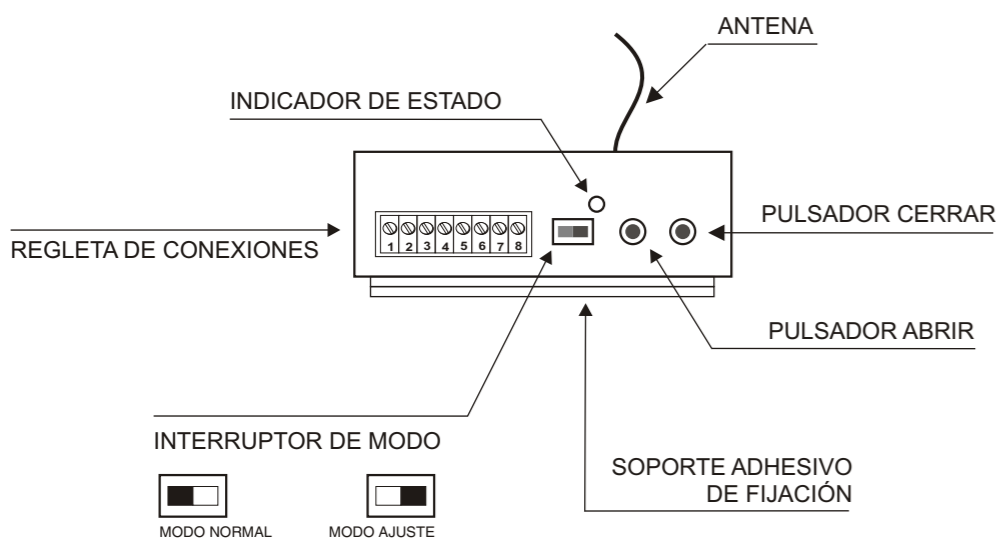 ANTENA
INDICADOR DE ESTADO
PULSADOR CERRAR
REGLETA DE CONEXIONES
1 2 3 4 5 6 7 8
PULSADOR ABRIR
INTERRUPTOR DE MODO
SOPORTE ADHESIVO
DE FIJACIÓN
MODO NORMAL
MODO AJUSTE